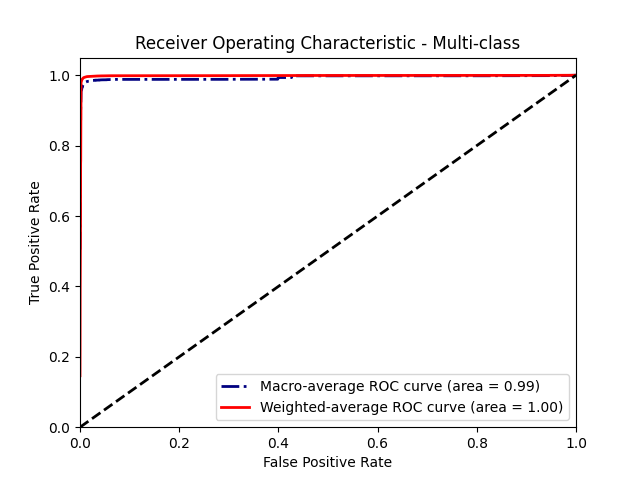 Receiver Operating Characteristic - Multi-class
True Positive Rate
1.0
0.8
0.6
0.4
0.2
0.0
Macro-average ROC curve (area = 0.99)
Weighted-average ROC curve (area = 1.00)
0.0 0.2 0.4 0.6 0.8 1.0
False Positive Rate